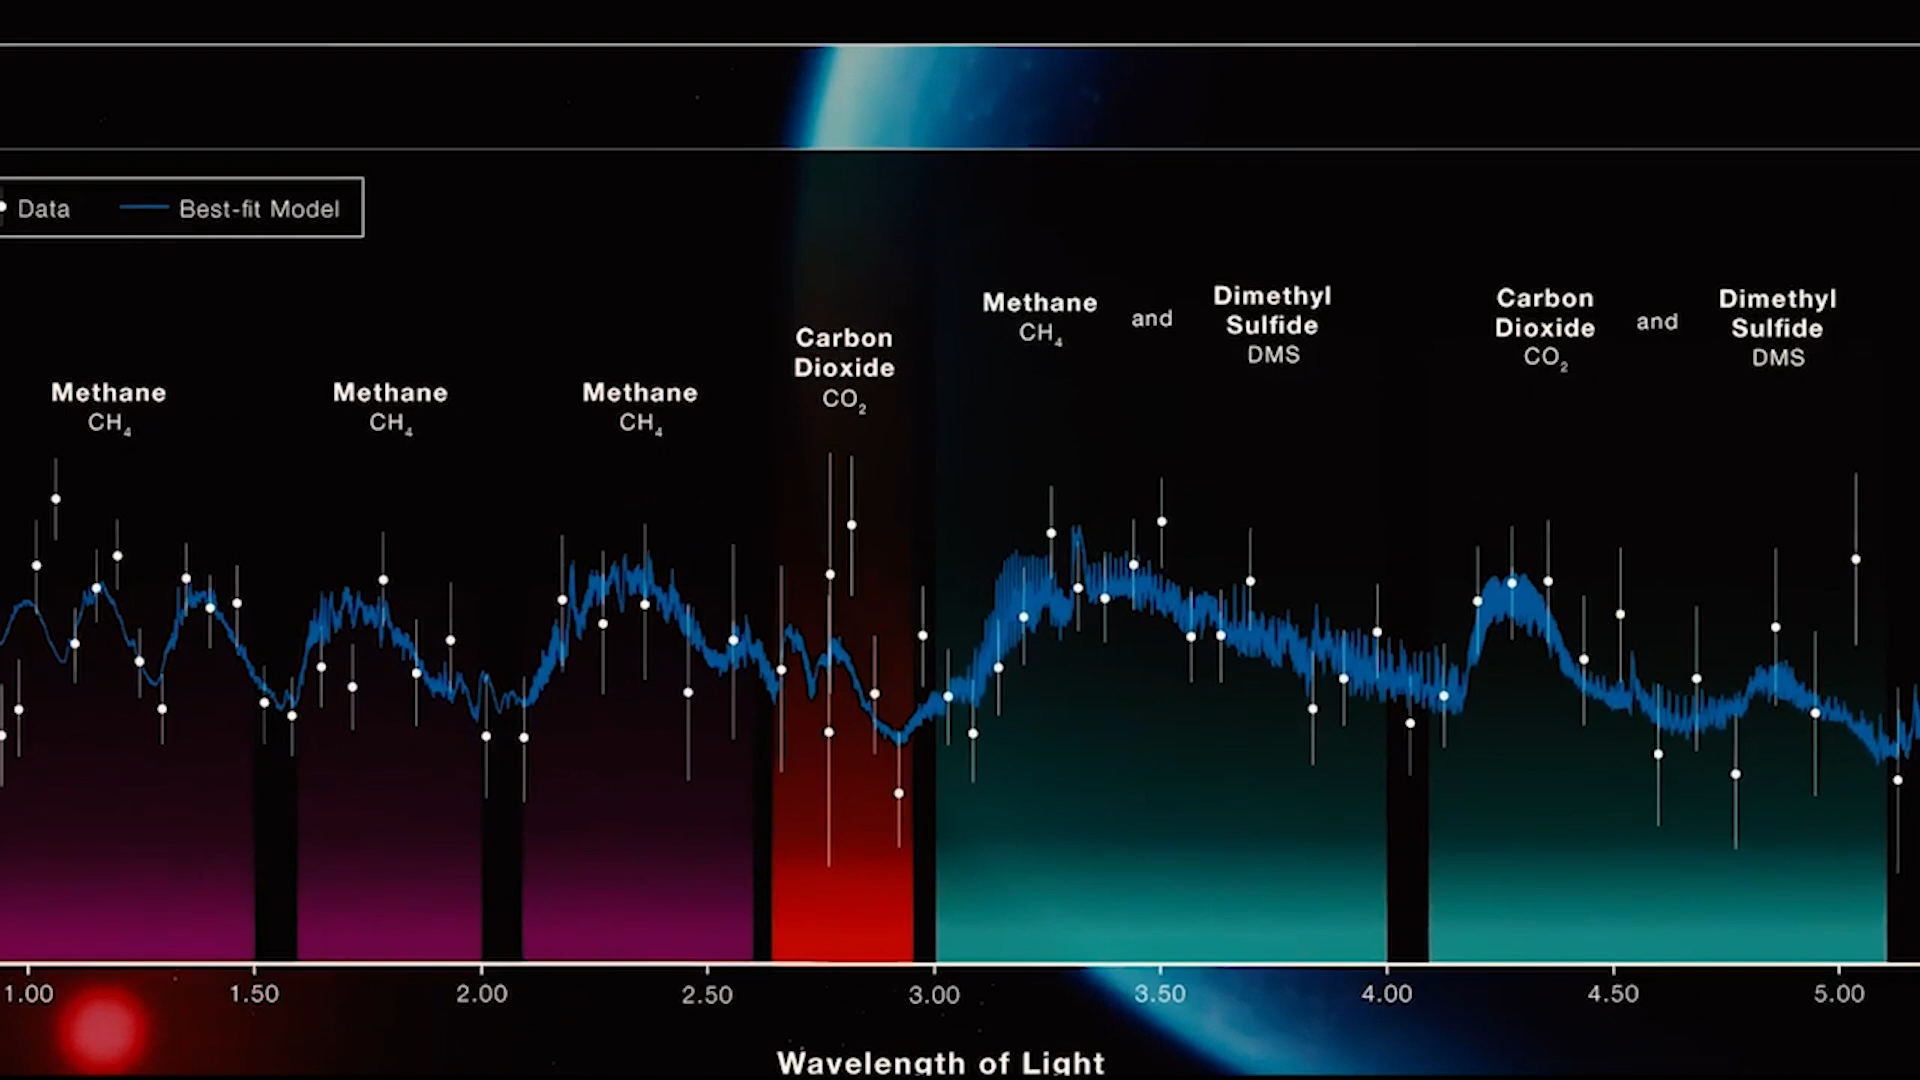 Data Best-fit Model
Methane and Dimethyl Sulfide
CH₄ DMS
Carbon Dioxide and Dimethyl Sulfide
CO₂ DMS
Carbon Dioxide
CO₂
Methane
CH₄
Methane
CH₄
Methane
CH₄
1.00 1.50 2.00 2.50 3.00 3.50 4.00 4.50 5.00
Wavelength of Light